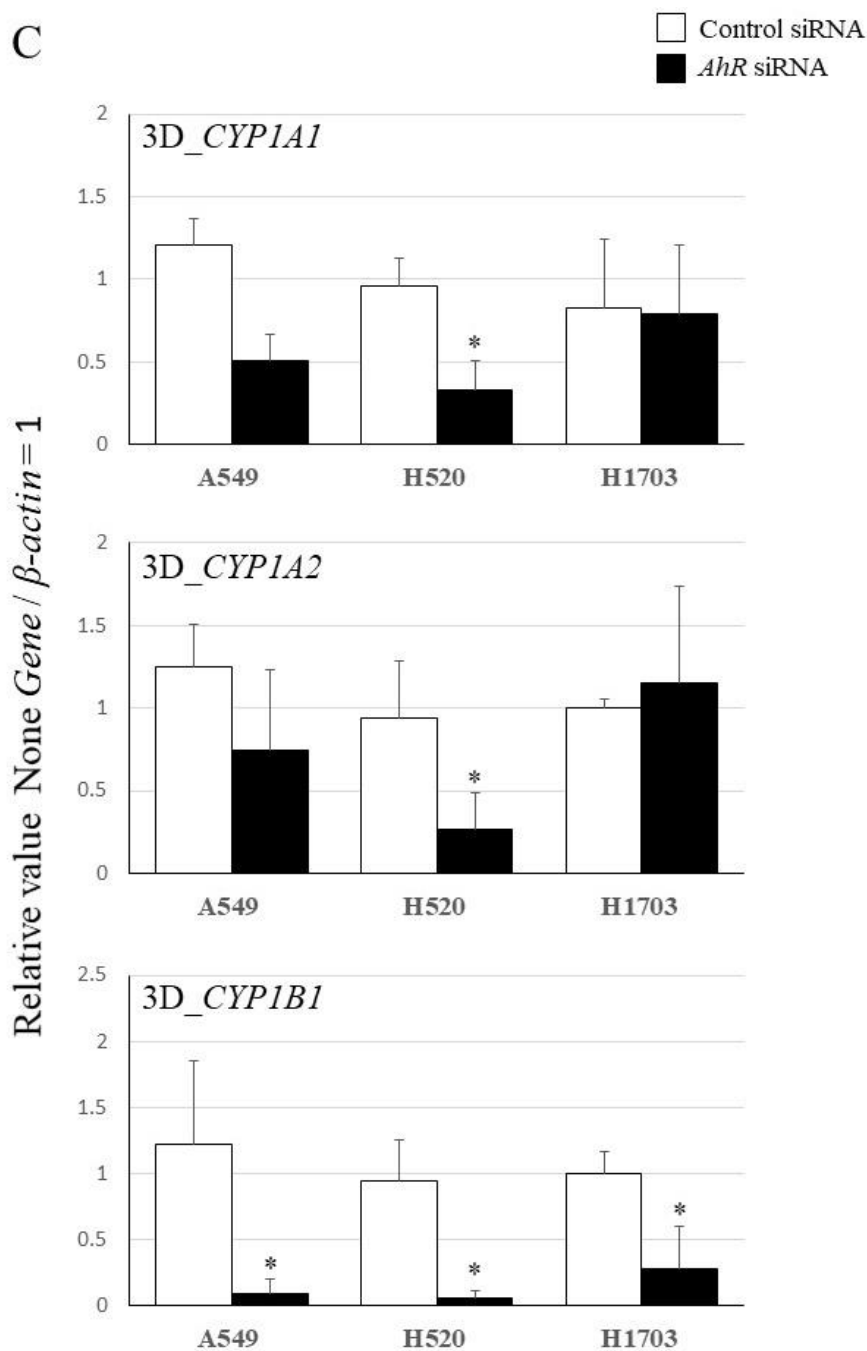 C
Control siRNA
AhR siRNA
Relative value None Gene / β-actin = 1
3D_CYP1A1
2
1.5
1
0.5
0
*
A549 H520 H1703
3D_CYP1A2
2
1.5
1
0.5
0
*
A549 H520 H1703
3D_CYP1B1
2.5
2
1.5
1
0.5
0
* * *
A549 H520 H1703